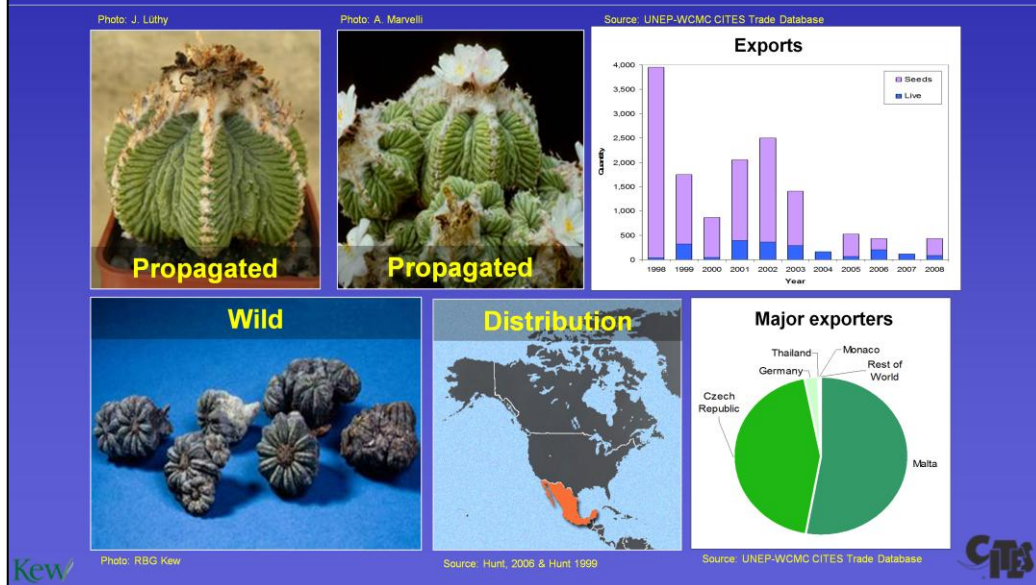 Photo: J. Lüthy
Photo: A. Marvelli
Source: UNEP-WCMC CITES Trade Database
Propagated
Propagated
Exports
4,000
3,500
3,000
2,500
2,000
1,500
1,000
500
0
Quantity
Seeds
Live
1998 1999 2000 2001 2002 2003 2004 2005 2006 2007 2008
Year
Wild
Distribution
Major exporters
Thailand
Monaco
Germany
Rest of
World
Czech
Republic
Malta
Kew
Photo: RBG Kew
Source: Hunt, 2006 & Hunt 1999
Source: UNEP-WCMC CITES Trade Database
CITES